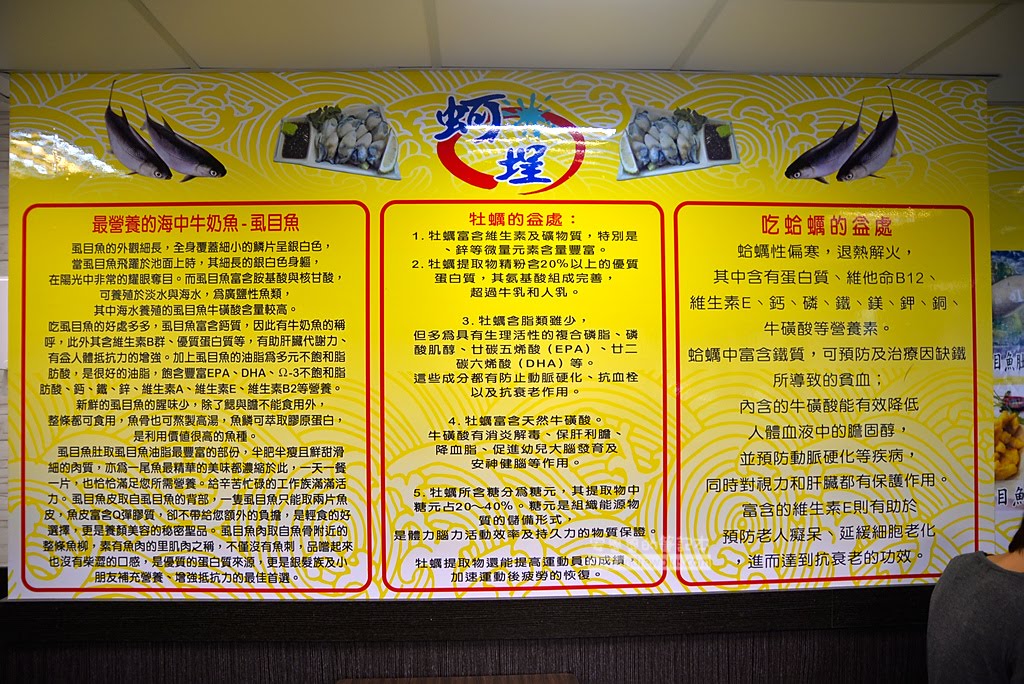 蚵埕
最營養的海中牛奶魚-虱目魚
虱目魚的外觀細長，全身覆蓋細小的鱗片呈銀白色，
當虱目魚飛躍於池面上時，其細長的銀白色身軀，
在陽光中非常的耀眼奪目。而虱目魚富含胺基酸與核甘酸，
可養殖於淡水與海水，為廣鹽性魚類，
其中海水養殖的虱目魚牛磺酸含量較高。
吃虱目魚的好處多多，虱目魚富含鈣質，因此有牛奶魚的稱
呼，此外其含維生素B群、優質蛋白質等，有助肝臟代謝力、
有益人體抵抗力的增強。加上虱目魚的油脂為多元不飽和脂
肪酸，是很好的油脂，飽含豐富EPA、DHA、Ω-3不飽和脂
肪酸、鈣、鐵、鋅、維生素A、維生素E、維生素B2等營養。
新鮮的虱目魚的腥味少，除了鰓與膽不能食用外，
整條都可食用，魚骨也可熬製高湯，魚鱗可萃取膠原蛋白，
是利用價值很高的魚種。
虱目魚肚取虱目魚油脂最豐富的部份，半肥半瘦且鮮甜滑
細的肉質，亦為一尾魚最精華的美味都濃縮於此，一天一餐
一片，也恰恰滿足您所需營養。給辛苦忙碌的工作族滿滿活
力。虱目魚皮取自虱目魚的背部，一隻虱目魚只能取兩片魚
皮，魚皮富含Q彈膠質，卻不帶給您額外的負擔，是輕食的好
選擇，更是養顏美容的秘密聖品。虱目魚肉取自魚骨附近的
整條魚柳，素有魚肉的里肌肉之稱，不僅沒有魚刺，品嚐起來
也沒有柴澀的口感，是優質的蛋白質來源，更是銀髮族及小
朋友補充營養、增強抵抗力的最佳首選。
牡蠣的益處：
1. 牡蠣富含維生素及礦物質，特別是
、鋅等微量元素含量豐富。
2. 牡蠣提取物精粉含20%以上的優質
蛋白質，其氨基酸組成完善，
超過牛乳和人乳。
3. 牡蠣含脂類雖少，
但多為具有生理活性的複合磷脂、磷
酸肌醇、廿碳五烯酸（EPA）、廿二
碳六烯酸（DHA）等。
這些成分都有防止動脈硬化、抗血栓
以及抗衰老作用。
4. 牡蠣富含天然牛磺酸。
牛磺酸有消炎解毒、保肝利膽、
降血脂、促進幼兒大腦發育及
安神健腦等作用。
5. 牡蠣所含糖分為糖元，其提取物中
糖元占20～40%。糖元是組織能源物
質的儲備形式，
是體力腦力活動效率及持久力的物質保證。
牡蠣提取物還能提高運動員的成績，
加速運動後疲勞的恢復。
吃蛤蠣的益處
蛤蠣性偏寒，退熱解火，
其中含有蛋白質、維他命B12、
維生素E、鈣、磷、鐵、鎂、鉀、銅、
牛磺酸等營養素。
蛤蠣中富含鐵質，可預防及治療因缺鐵
所導致的貧血；
內含的牛磺酸能有效降低
人體血液中的膽固醇，
並預防動脈硬化等疾病，
同時對視力和肝臟都有保護作用。
富含的維生素E則有助於
預防老人癡呆、延緩細胞老化
，進而達到抗衰老的功效。
目魚肚
目魚